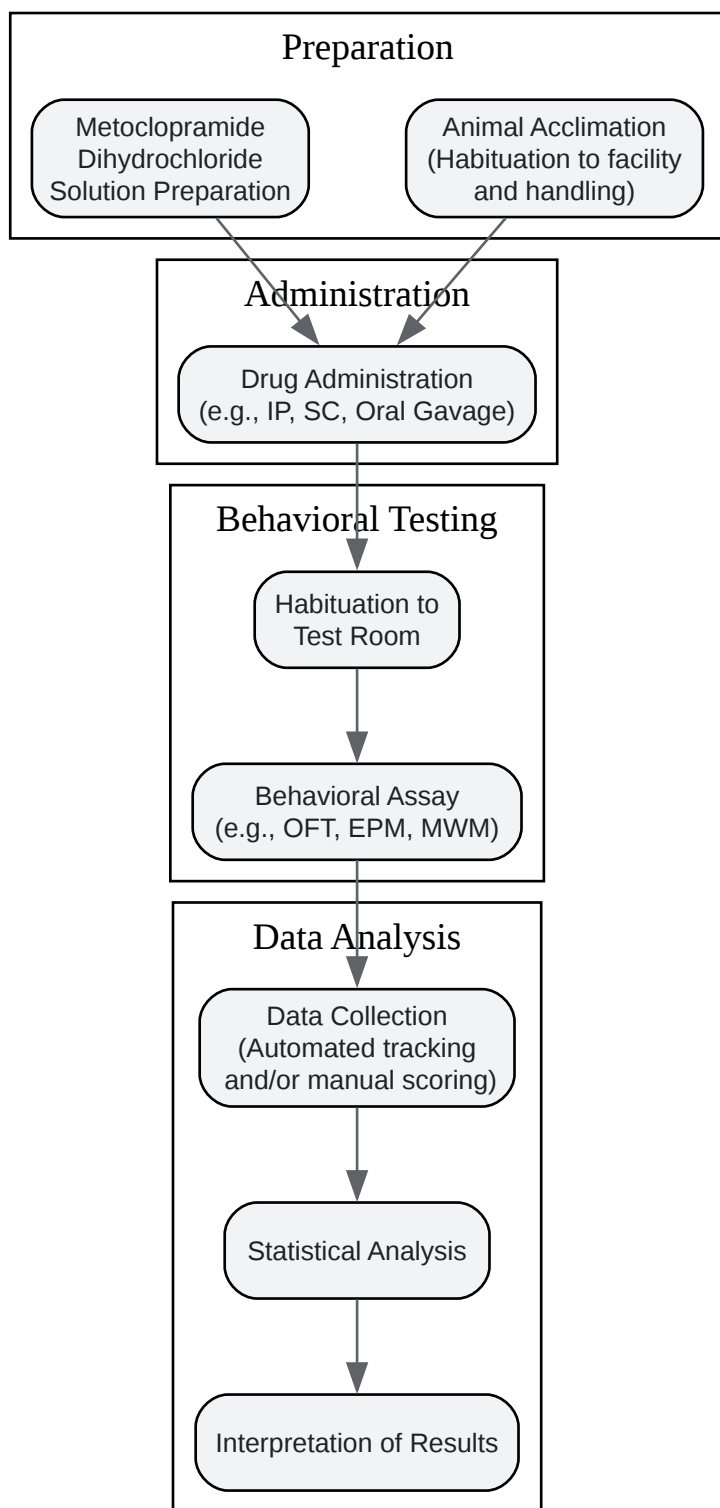 Preparation
Metoclopramide
Dihydrochloride
Solution Preparation
Animal Acclimation
(Habituation to facility
and handling)
Administration
Drug Administration
(e.g., IP, SC, Oral Gavage)
Behavioral Testing
Habituation to
Test Room
Behavioral Assay
(e.g., OFT, EPM, MWM)
Data Analysis
Data Collection
(Automated tracking
and/or manual scoring)
Statistical Analysis
Interpretation of Results